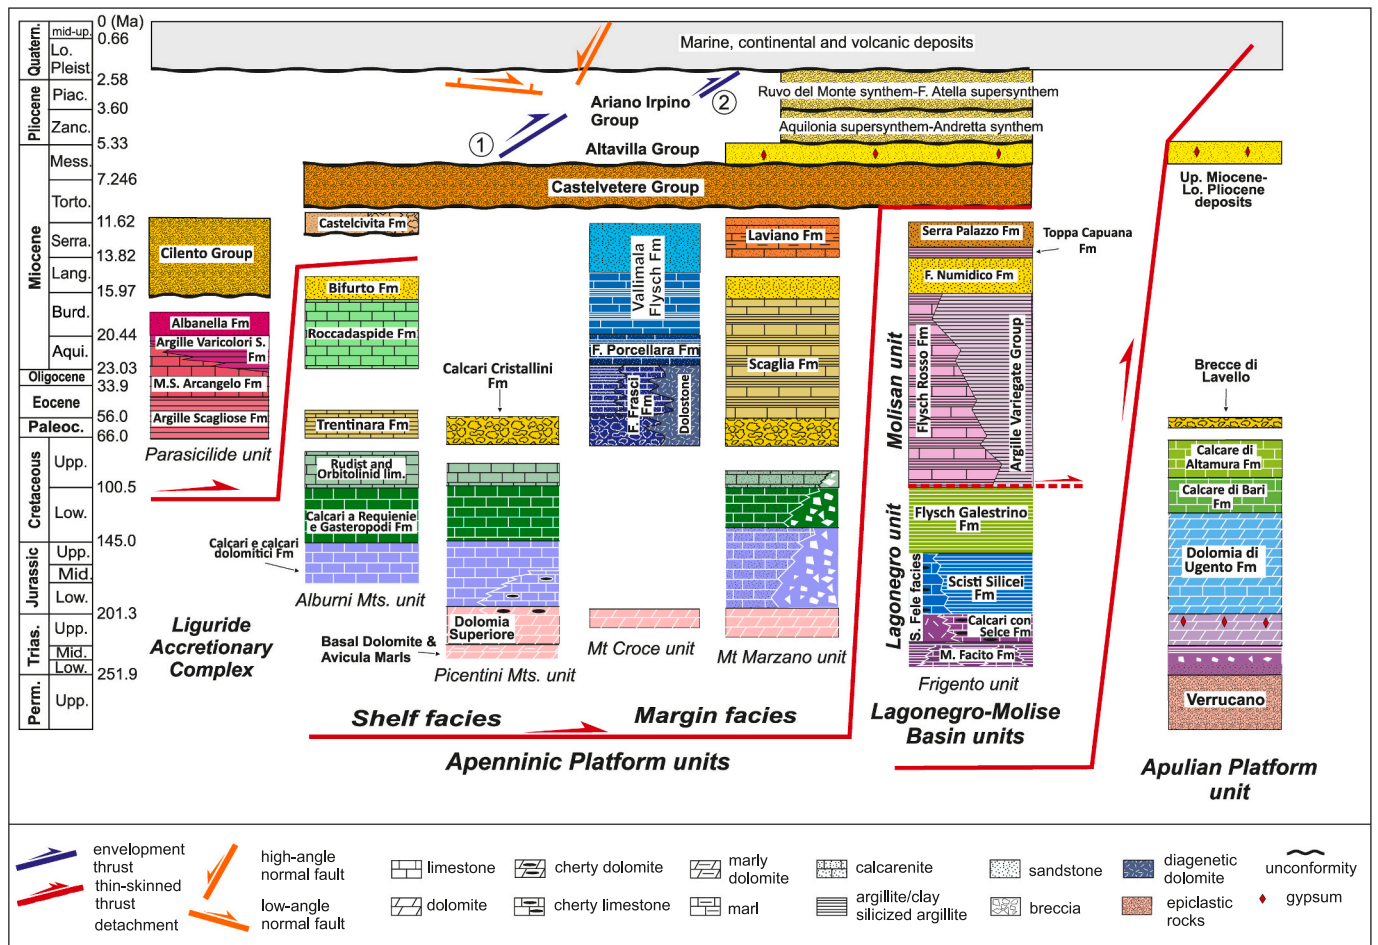 Quatern.
mid-up.
Lo.
Pleist
Pliocene
Piac.
Zanc.
Miocene
Mess.
Torto.
Serra.
Lang.
Burd.
Aqui.
Oligocene
Eocene
Paleoc.
Cretaceous
Upp.
Low.
Jurassic
Upp.
Mid.
Low.
Trias.
Upp.
Mid.
Low.
Perm.
Upp.
0 (Ma)
0.66
2.58
3.60
5.33
7.246
11.62
13.82
15.97
20.44
23.03
33.9
56.0
66.0
100.5
145.0
201.3
251.9
Marine, continental and volcanic deposits
Ruvo del Monte synthem-F. Atella supersynthem
Aquilonia supersynthem-Andretta synthem
Ariano Irpino
Group
1
2
Altavilla Group
Castelvetere Group
Up. Miocene-
Lo. Pliocene
deposits
Cilento Group
Albanella Fm
Argille Varicolori S.
Fm
M.S. Arcangelo Fm
Argille Scagliose Fm
Parasicilide unit
Liguride
Accretionary
Complex
Castelcivita Fm
Bifurto Fm
Roccadaspide Fm
Trentinara Fm
Rudist and
Orbitolinid lim.
Calcari a Requienie
e Gasteropodi Fm
Calcari e calcari
dolomitici Fm
Alburni Mts. unit
Calcari Cristallini
Fm
Dolomia
Superiore
Basal Dolomite &
Avicula Marls
Picentini Mts. unit
Vallimala
Flysch Fm
F. Porcellara Fm
F. Frasci
Fm
Dolostone
Mt Croce unit
Laviano Fm
Scaglia Fm
Mt Marzano unit
Shelf facies
Margin facies
Apenninic Platform units
Serra Palazzo Fm
Toppa Capuana
Fm
F. Numidico Fm
Molisan unit
Flysch Rosso Fm
Argille Variegate Group
Lagonegro unit
Flysch Galestrino
Fm
S. Fele facies
Scisti Silicei
Fm
Calcari con
Selce Fm
M. Facito Fm
Frigento unit
Lagonegro-Molise
Basin units
Brecce di
Lavello
Calcare di
Altamura Fm
Calcare di Bari
Fm
Dolomia di
Ugento Fm
Verrucano
Apulian Platform
unit
envelopment
thrust
thin-skinned
thrust
detachment
high-angle
normal fault
low-angle
normal fault
limestone
dolomite
cherty dolomite
cherty limestone
marly
dolomite
marl
calcarenite
argillite/clay
silicized argillite
sandstone
breccia
diagenetic
dolomite
epiclastic
rocks
unconformity
gypsum